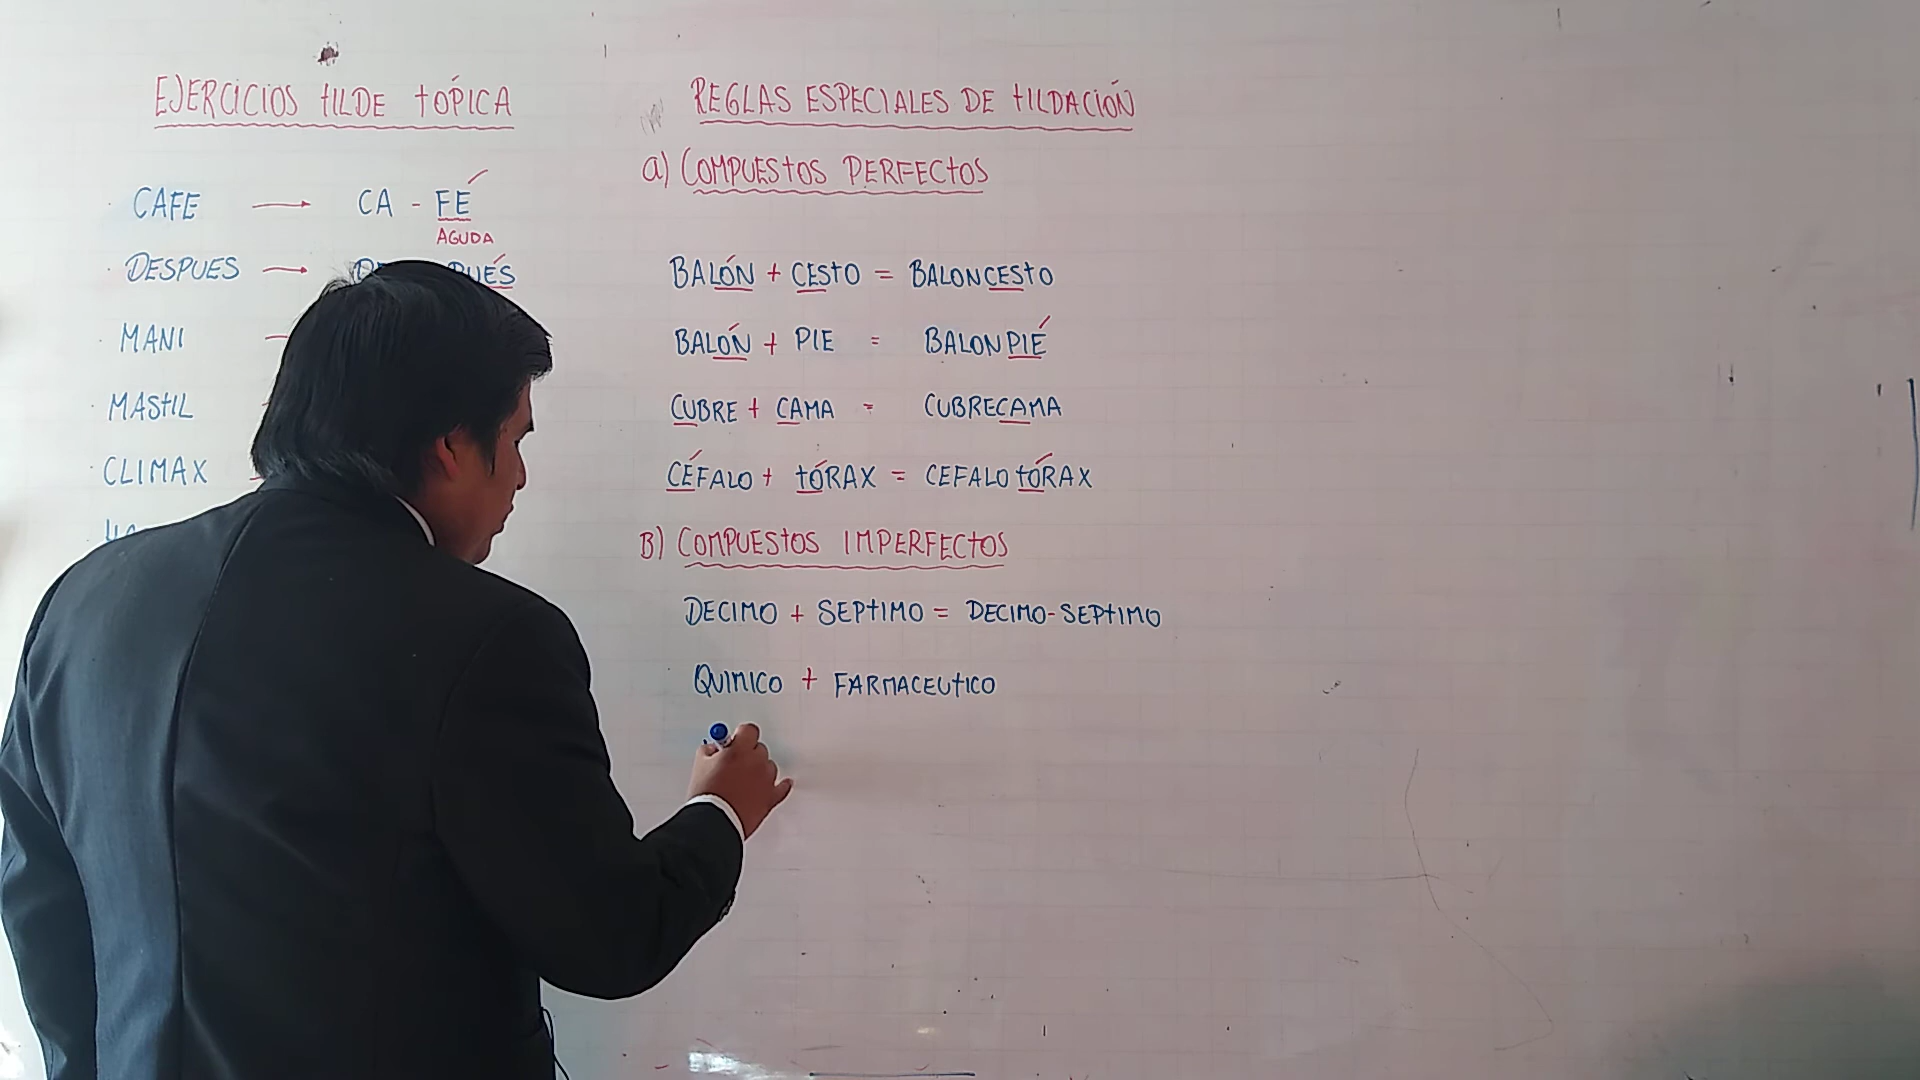 EJERCICIOS TILDE TÓPICA
CAFE → CA - FÉ
AGUDA
DESPUES → PUÉS
MANI
MASTIL
CLIMAX
REGLAS ESPECIALES DE TILDACIÓN
a) COMPUESTOS PERFECTOS
BALÓN + CESTO = BALONCESTO
BALÓN + PIE = BALONPIÉ
CUBRE + CAMA = CUBRECAMA
CÉFALO + TÓRAX = CEFALOTÓRAX
B) COMPUESTOS IMPERFECTOS
DECIMO + SEPTIMO = DECIMO-SEPTIMO
QUIMICO + FARMACEUTICO